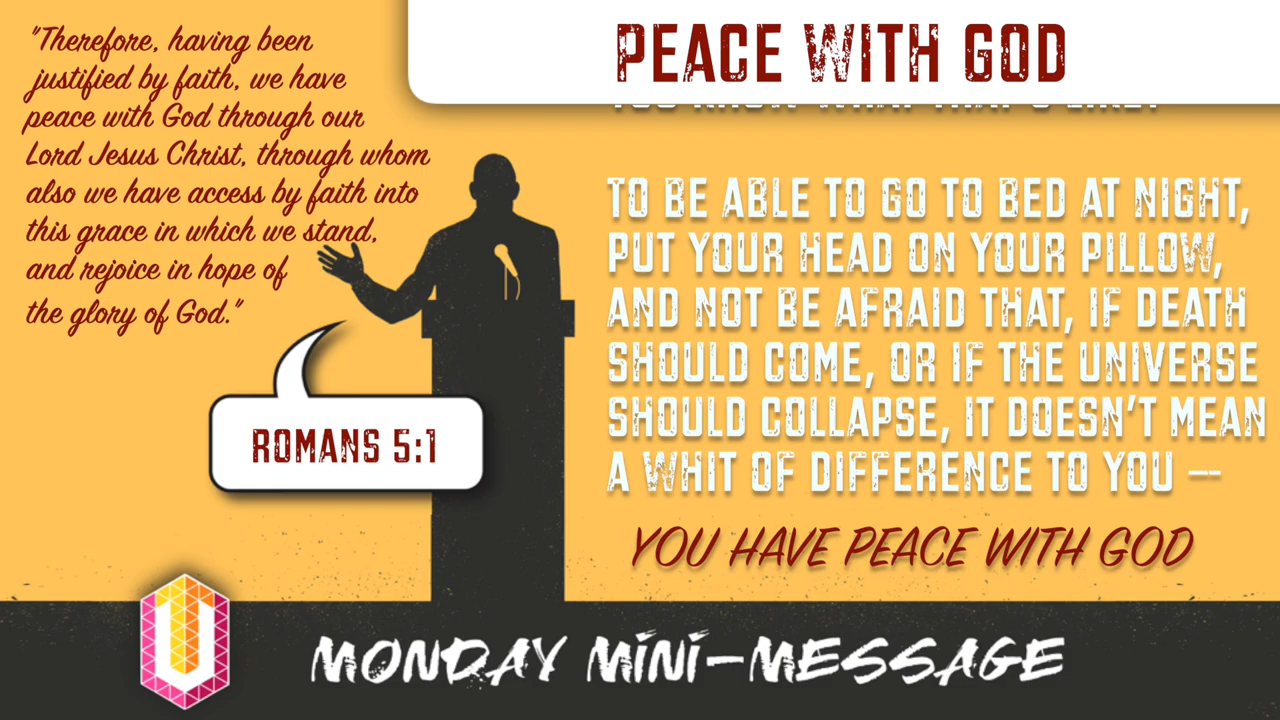 "Therefore, having been
justified by faith, we have
peace with God through our
Lord Jesus Christ, through whom
also we have access by faith into
this grace in which we stand,
and rejoice in hope of
the glory of God."
ROMANS 5:1
PEACE WITH GOD
TO BE ABLE TO GO TO BED AT NIGHT,
PUT YOUR HEAD ON YOUR PILLOW,
AND NOT BE AFRAID THAT, IF DEATH
SHOULD COME, OR IF THE UNIVERSE
SHOULD COLLAPSE, IT DOESN'T MEAN
A WHIT OF DIFFERENCE TO YOU --
YOU HAVE PEACE WITH GOD
U
MONDAY MINI-MESSAGE